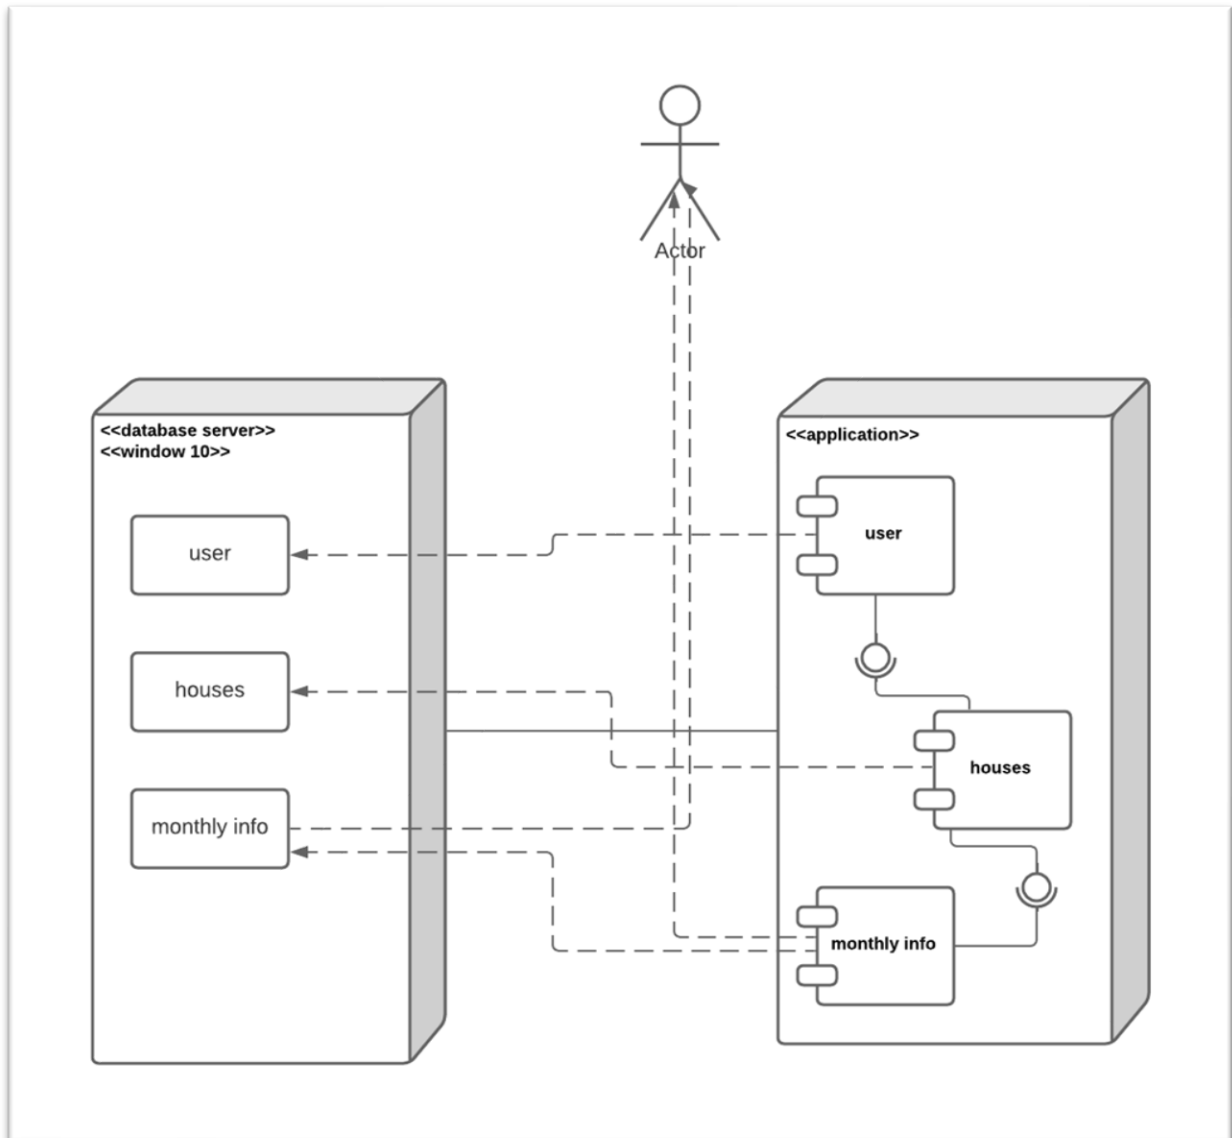 Actor
<<database server>>
<<window 10>>
user
houses
monthly info
<<application>>
user
houses
monthly info